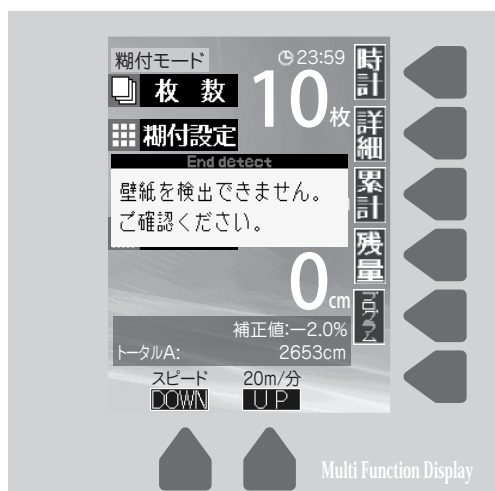 糊付モード 23:59
枚 数 10枚
糊付設定
End detect
壁紙を検出できません。
ご確認ください。
0cm
補正値:ー2.0%
トータルA: 2653cm
スピード 20m/分
DOWN UP
時計
詳細
累計
残量
プログラム
Multi Function Display